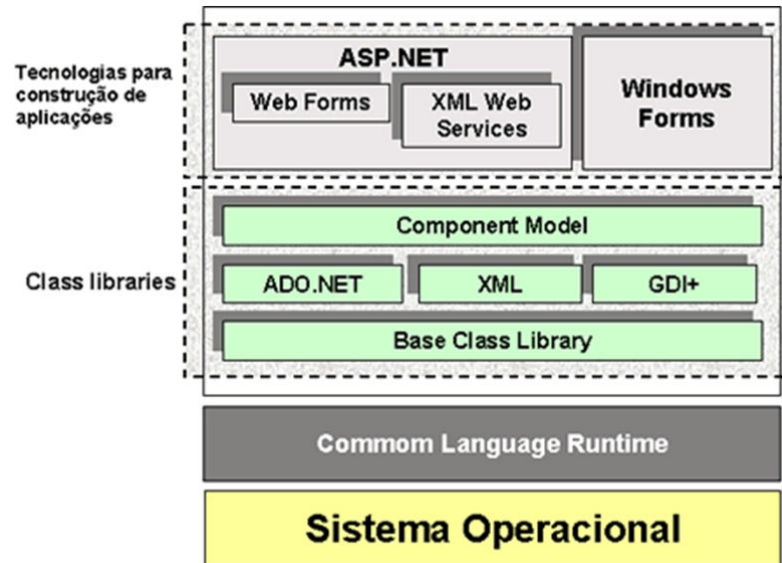 Tecnologias para
construção de
aplicações
ASP.NET
Web Forms
XML Web
Services
Windows
Forms
Class libraries
Component Model
ADO.NET
XML
GDI+
Base Class Library
Commom Language Runtime
Sistema Operacional